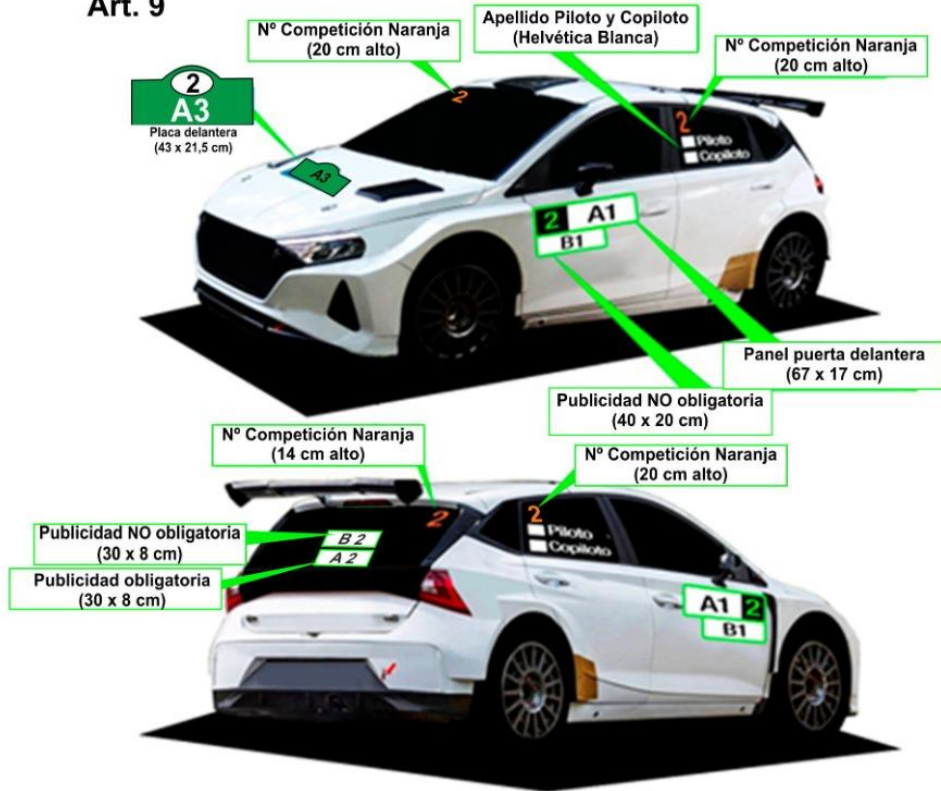 Art. 9
Nº Competición Naranja
(20 cm alto)
Apellido Piloto y Copiloto
(Helvética Blanca)
Nº Competición Naranja
(20 cm alto)
2
A3
Placa delantera
(43 x 21,5 cm)
2
2
Piloto
Copiloto
A3
2 A1
B1
Panel puerta delantera
(67 x 17 cm)
Publicidad NO obligatoria
(40 x 20 cm)
Nº Competición Naranja
(14 cm alto)
Nº Competición Naranja
(20 cm alto)
2
2
Piloto
Copiloto
Publicidad NO obligatoria
(30 x 8 cm)
B 2
A 2
Publicidad obligatoria
(30 x 8 cm)
A1 2
B1